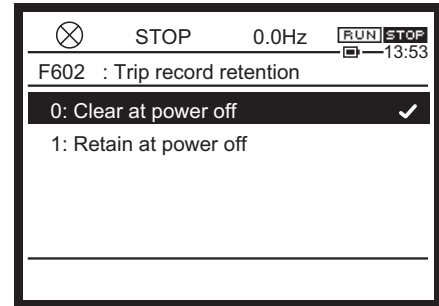 STOP 0.0Hz RUN STOP
13:53
F602 : Trip record retention
0: Clear at power off
1: Retain at power off